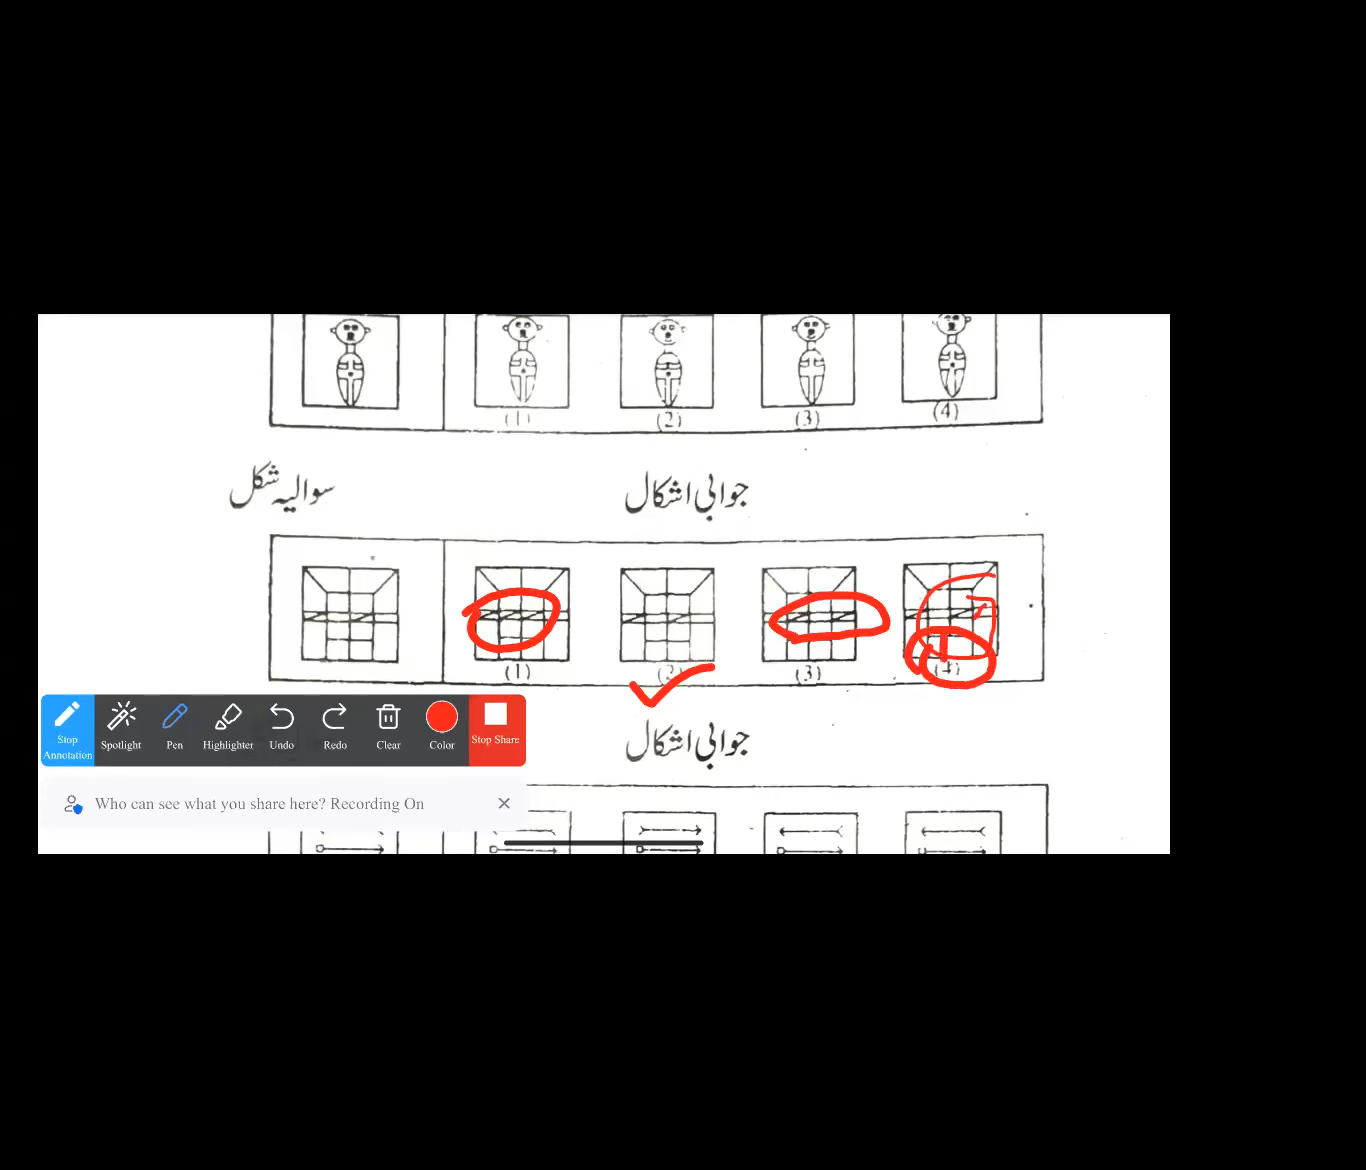 (1) (2) (3) (4)
سوالیہ شکل جوابی اشکال
(1) (2) (3) (4)
جوابی اشکال
Stop Annotation Spotlight Pen Highlighter Undo Redo Clear Color Stop Share
Who can see what you share here? Recording On